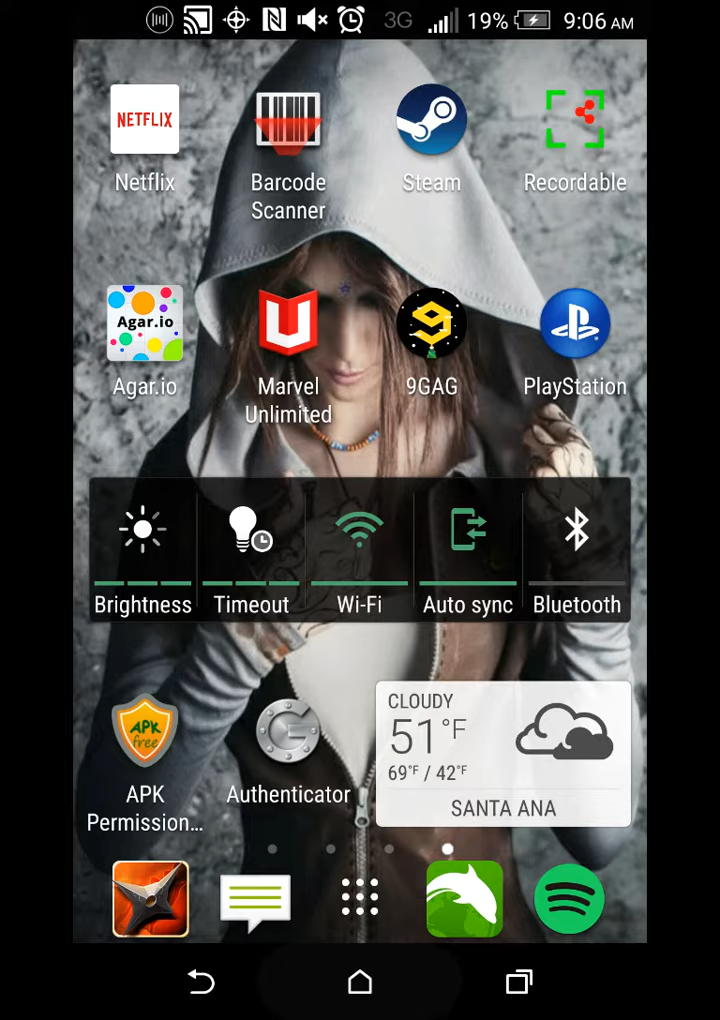 3G 19% 9:06 AM
NETFLIX
Netflix
Barcode
Scanner
Steam
Recordable
Agar.io
Agar.io
Marvel
Unlimited
9
9GAG
PlayStation
Brightness
Timeout
Wi-Fi
Auto sync
Bluetooth
APK
free
APK
Permission...
Authenticator
CLOUDY
51°F
69°F / 42°F
SANTA ANA